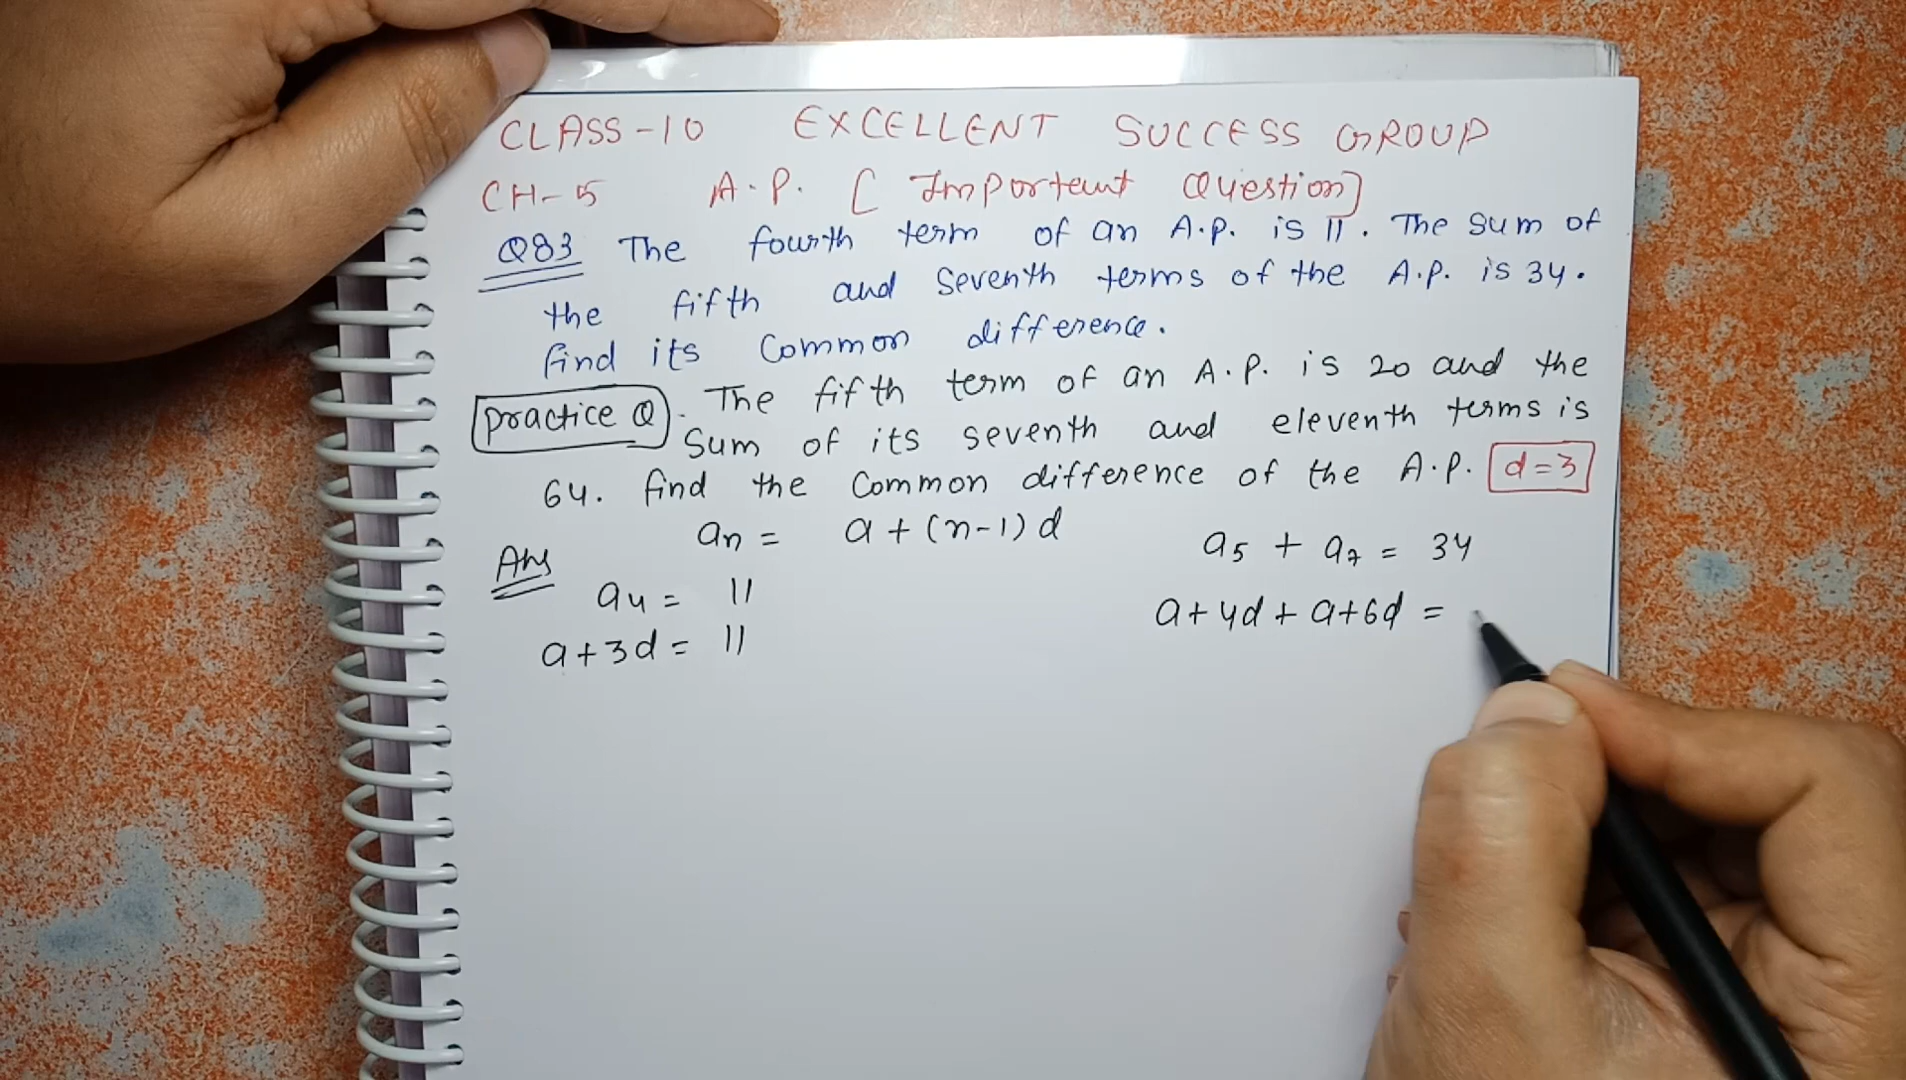 CLASS-10 EXCELLENT SUCCESS GROUP
CH-5 A.P. [Important Question]
Q83 The fourth term of an A.P. is 11. The sum of
the fifth and seventh terms of the A.P. is 34.
find its common difference.
Practice Q. The fifth term of an A.P. is 20 and the
sum of its seventh and eleventh terms is
64. find the common difference of the A.P. d=3
Ans an = a+(n-1)d
a4 = 11
a+3d = 11
a5 + a7 = 34
a+4d+a+6d =